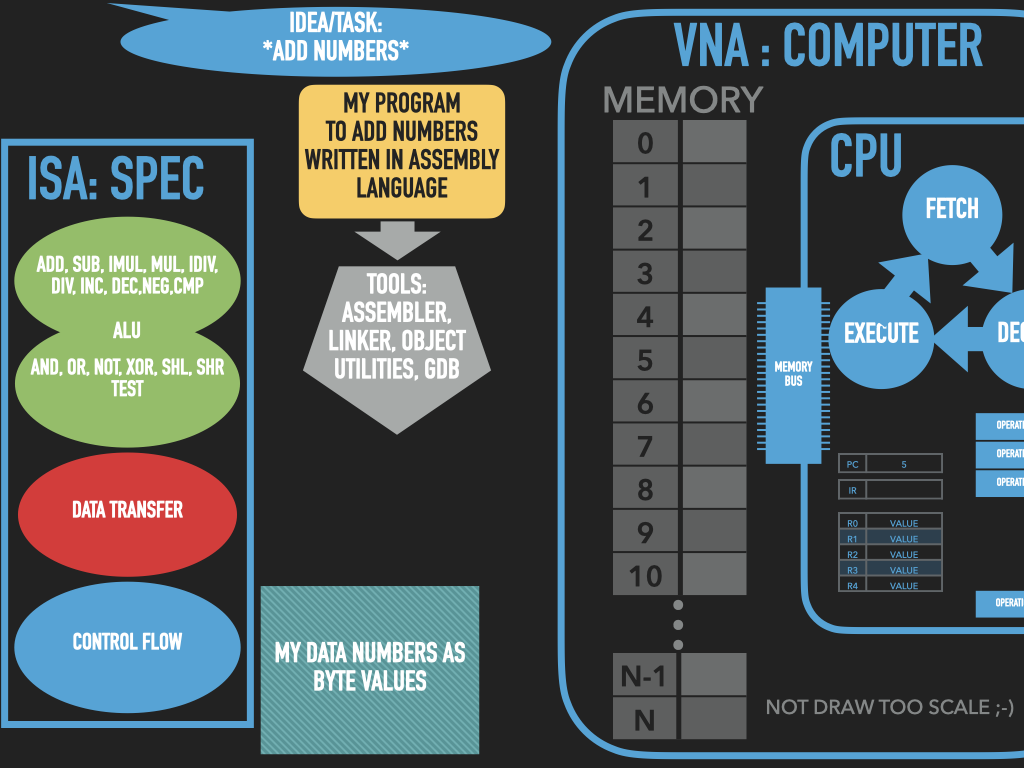 IDEA/TASK:
*ADD NUMBERS*
MY PROGRAM
TO ADD NUMBERS
WRITTEN IN ASSEMBLY
LANGUAGE
TOOLS:
ASSEMBLER,
LINKER, OBJECT
UTILITIES, GDB
ISA: SPEC
ADD, SUB, IMUL, MUL, IDIV,
DIV, INC, DEC,NEG,CMP
ALU
AND, OR, NOT, XOR, SHL, SHR
TEST
DATA TRANSFER
CONTROL FLOW
MY DATA NUMBERS AS
BYTE VALUES
VNA : COMPUTER
MEMORY
0
1
2
3
4
5
6
7
8
9
10
N-1
N
MEMORY
BUS
CPU
FETCH
EXECUTE
DEC
PC 5
IR
R0 VALUE
R1 VALUE
R2 VALUE
R3 VALUE
R4 VALUE
OPERATI
OPERATI
OPERATI
OPERATI
NOT DRAW TOO SCALE ;-)